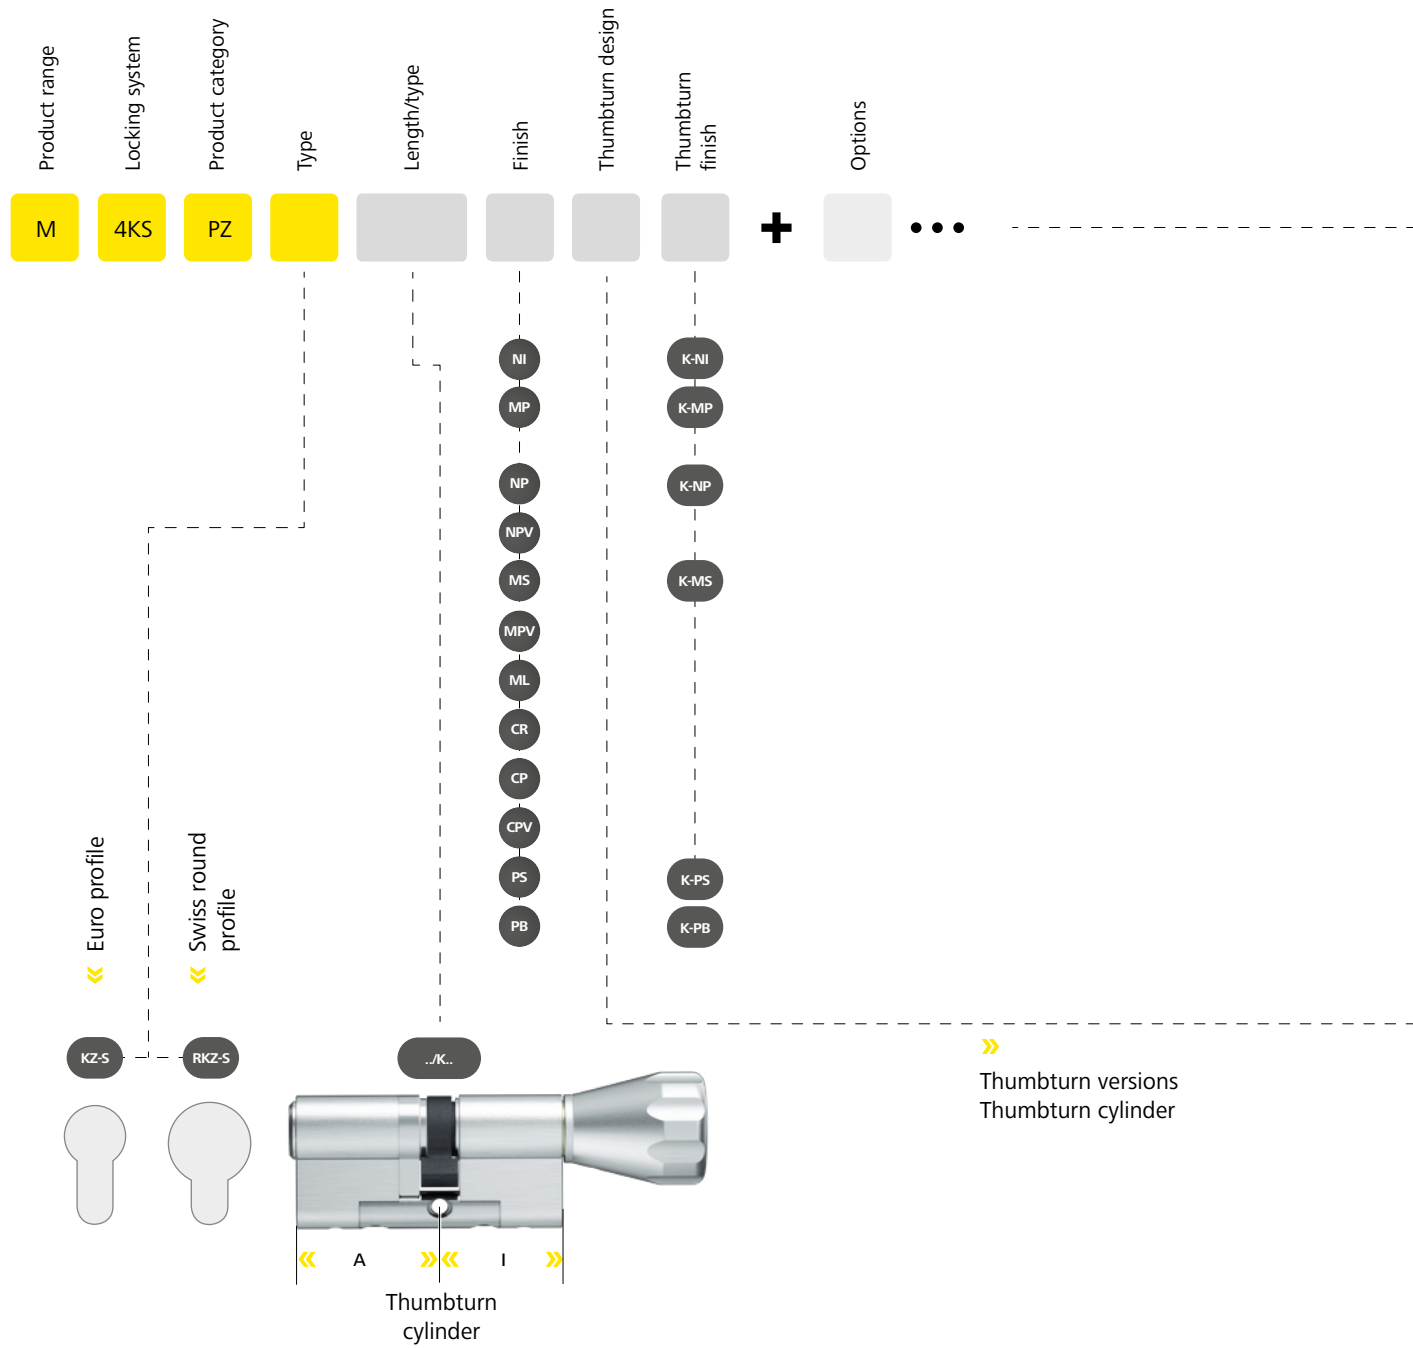 Product range
Locking system
Product category
Type
Length/type
Finish
Thumbturn design
Thumbturn
finish
Options
M
4KS
PZ
+
•••
NI
MP
NP
NPV
MS
MPV
ML
CR
CP
CPV
PS
PB
K-NI
K-MP
K-NP
K-MS
K-PS
K-PB
Euro profile
Swiss round
profile
KZ-S
RKZ-S
../K..
Thumbturn versions
Thumbturn cylinder
A
I
Thumbturn
cylinder